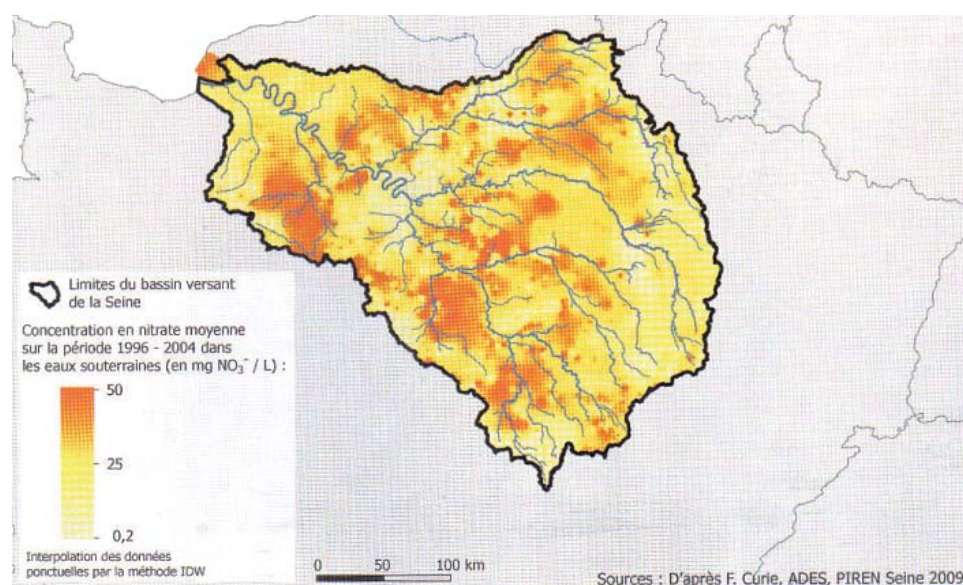 Limites du bassin versant
de la Seine
Concentration en nitrate moyenne
sur la période 1996 - 2004 dans
les eaux souterraines (en mg NO₃⁻ / L) :
50
25
0,2
Interpolation des données
ponctuelles par la méthode IDW
0 50 100 km
Sources : D'après F. Curie, ADES, PIREN Seine 2009